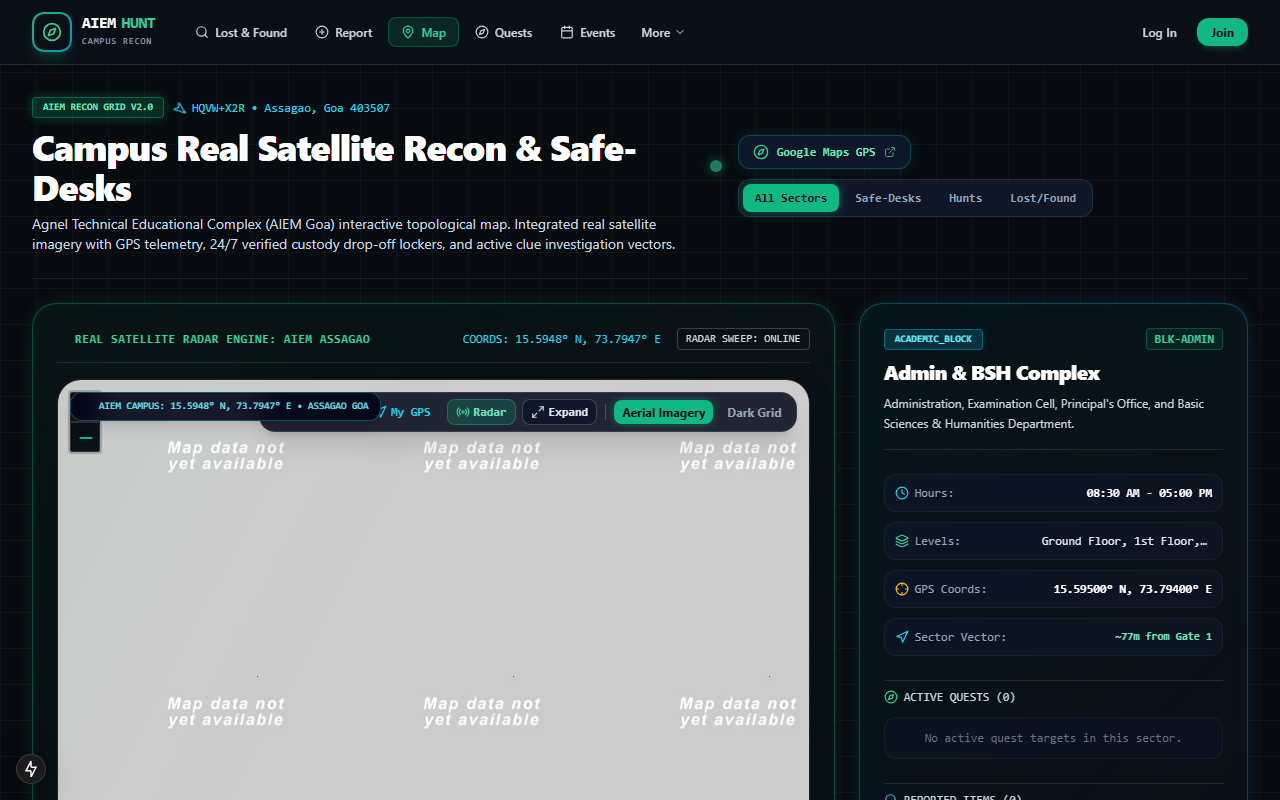 AIEM HUNT
CAMPUS RECON
Lost & Found
Report
Map
Quests
Events
More
Log In
Join
AIEM RECON GRID V2.0
HQVW+X2R • Assagao, Goa 403507
Campus Real Satellite Recon & Safe-
Desks
Agnel Technical Educational Complex (AIEM Goa) interactive topological map. Integrated real satellite
imagery with GPS telemetry, 24/7 verified custody drop-off lockers, and active clue investigation vectors.
Google Maps GPS
All Sectors
Safe-Desks
Hunts
Lost/Found
REAL SATELLITE RADAR ENGINE: AIEM ASSAGAO
COORDS: 15.5948° N, 73.7947° E
RADAR SWEEP: ONLINE
AIEM CAMPUS: 15.5948° N, 73.7947° E • ASSAGAO GOA
My GPS
Radar
Expand
Aerial Imagery
Dark Grid
Map data not
yet available
Map data not
yet available
Map data not
yet available
Map data not
yet available
Map data not
yet available
Map data not
yet available
ACADEMIC_BLOCK
BLK-ADMIN
Admin & BSH Complex
Administration, Examination Cell, Principal's Office, and Basic
Sciences & Humanities Department.
Hours:
08:30 AM - 05:00 PM
Levels:
Ground Floor, 1st Floor,…
GPS Coords:
15.59500° N, 73.79400° E
Sector Vector:
~77m from Gate 1
ACTIVE QUESTS (0)
No active quest targets in this sector.
REPORTED ITEMS (0)